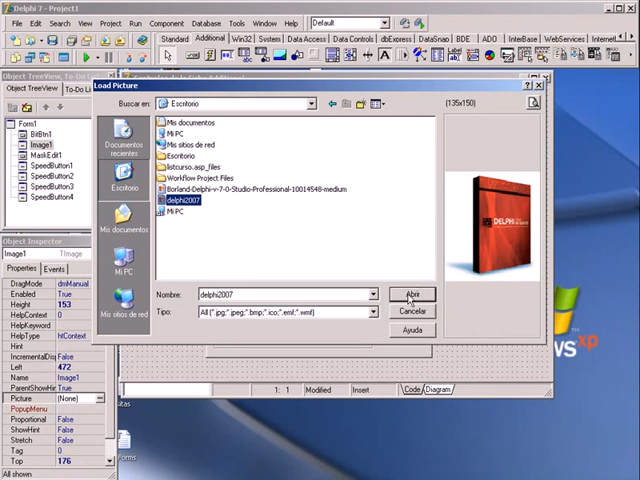 Delphi 7 - Project1
File Edit Search View Project Run Component Database Tools Window Help
Default
Standard Additional Win32 System Data Access Data Controls dbExpress DataSnap BDE ADO InterBase WebServices Internet
Object TreeView, To-Do Li
Object TreeView To-Do Li
Form1
BitBtn1
Image1
MaskEdit1
SpeedButton1
SpeedButton2
SpeedButton3
SpeedButton4
Object Inspector
Image1 TImage
Properties Events
DragMode dmManual
Enabled True
Height 153
HelpContext 0
HelpKeyword
HelpType htContext
Hint
IncrementalDis False
Left 472
Name Image1
ParentShowHi True
Picture (None)
PopupMenu
Proportional False
ShowHint False
Stretch False
Tag 0
Top 176
All shown
Load Picture
Buscar en: Escritorio
(135x150)
Documentos recientes
Escritorio
Mis documentos
Mi PC
Mis sitios de red
Mis documentos
Mi PC
Mis sitios de red
Escritorio
listcurso.asp_files
Workflow Project Files
Borland-Delphi-v-7-0-Studio-Professional-10014548-medium
delphi2007
Mi PC
DELPHI
Nombre: delphi2007
Abrir
Tipo: All (*.jpg;*.jpeg;*.bmp;*.ico;*.emf;*.wmf)
Cancelar
Ayuda
1: 1 Modified Insert Code Diagram
ws xp